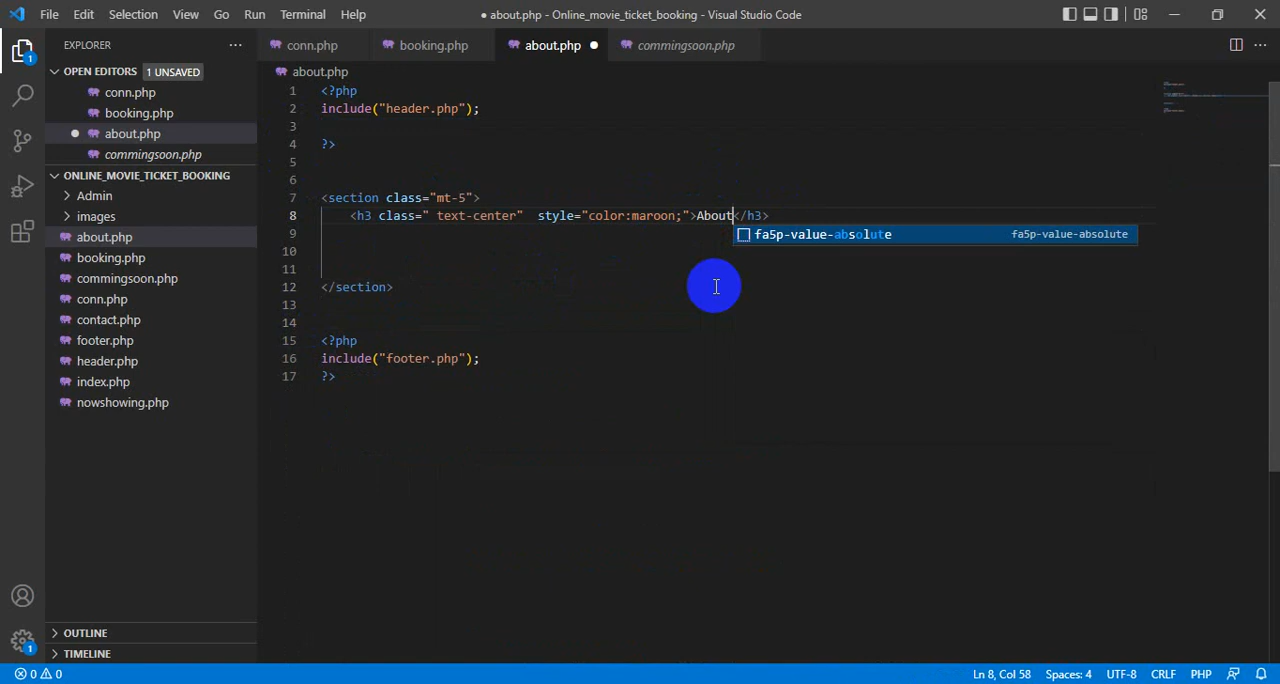 File Edit Selection View Go Run Terminal Help
● about.php - Online_movie_ticket_booking - Visual Studio Code
EXPLORER
OPEN EDITORS 1 UNSAVED
conn.php
booking.php
about.php
commingsoon.php
ONLINE_MOVIE_TICKET_BOOKING
Admin
images
about.php
booking.php
commingsoon.php
conn.php
contact.php
footer.php
header.php
index.php
nowshowing.php
OUTLINE
TIMELINE
conn.php booking.php about.php commingsoon.php
about.php
1 <?php
2 include("header.php");
3
4 ?>
5
6
7 <section class="mt-5">
8 <h3 class=" text-center"  style="color:maroon;">About</h3>
fa5p-value-absolute fa5p-value-absolute
9
10
11
12 </section>
13
14
15 <?php
16 include("footer.php");
17 ?>
1
1
0 0 Ln 8, Col 58 Spaces: 4 UTF-8 CRLF PHP